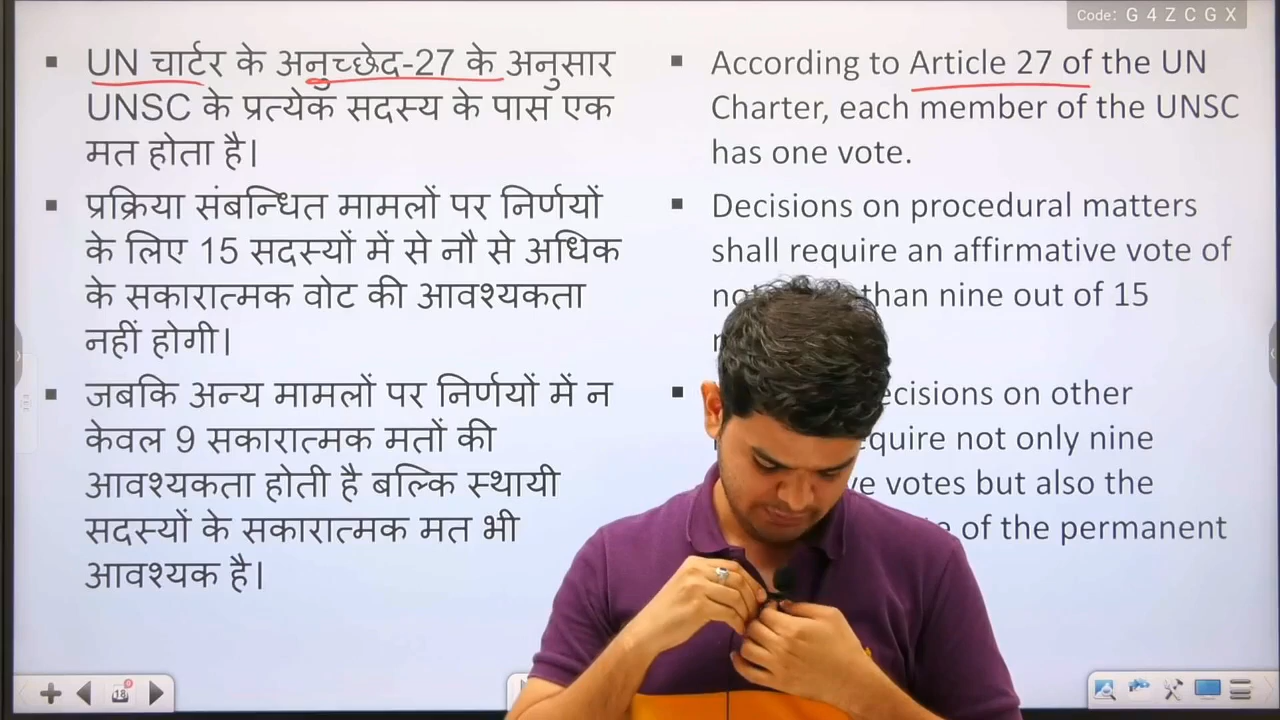 Code: G 4 Z C G X
UN चार्टर के अनुच्छेद-27 के अनुसार
UNSC के प्रत्येक सदस्य के पास एक
मत होता है।
प्रक्रिया संबन्धित मामलों पर निर्णयों
के लिए 15 सदस्यों में से नौ से अधिक
के सकारात्मक वोट की आवश्यकता
नहीं होगी।
जबकि अन्य मामलों पर निर्णयों में न
केवल 9 सकारात्मक मतों की
आवश्यकता होती है बल्कि स्थायी
सदस्यों के सकारात्मक मत भी
आवश्यक है।
According to Article 27 of the UN
Charter, each member of the UNSC
has one vote.
Decisions on procedural matters
shall require an affirmative vote of
than nine out of 15
on other
not only nine
votes but also the
of the permanent
18